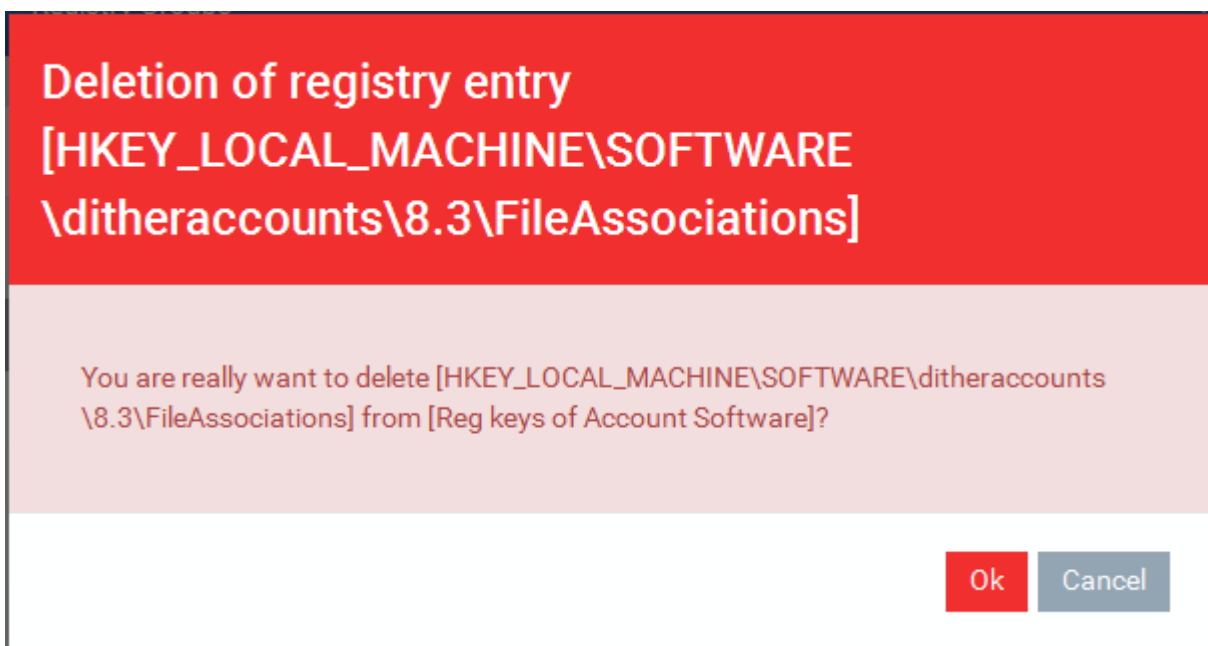 Deletion of registry entry
[HKEY_LOCAL_MACHINE\SOFTWARE
\ditheraccounts\8.3\FileAssociations]
You are really want to delete [HKEY_LOCAL_MACHINE\SOFTWARE\ditheraccounts
\8.3\FileAssociations] from [Reg keys of Account Software]?
Ok Cancel